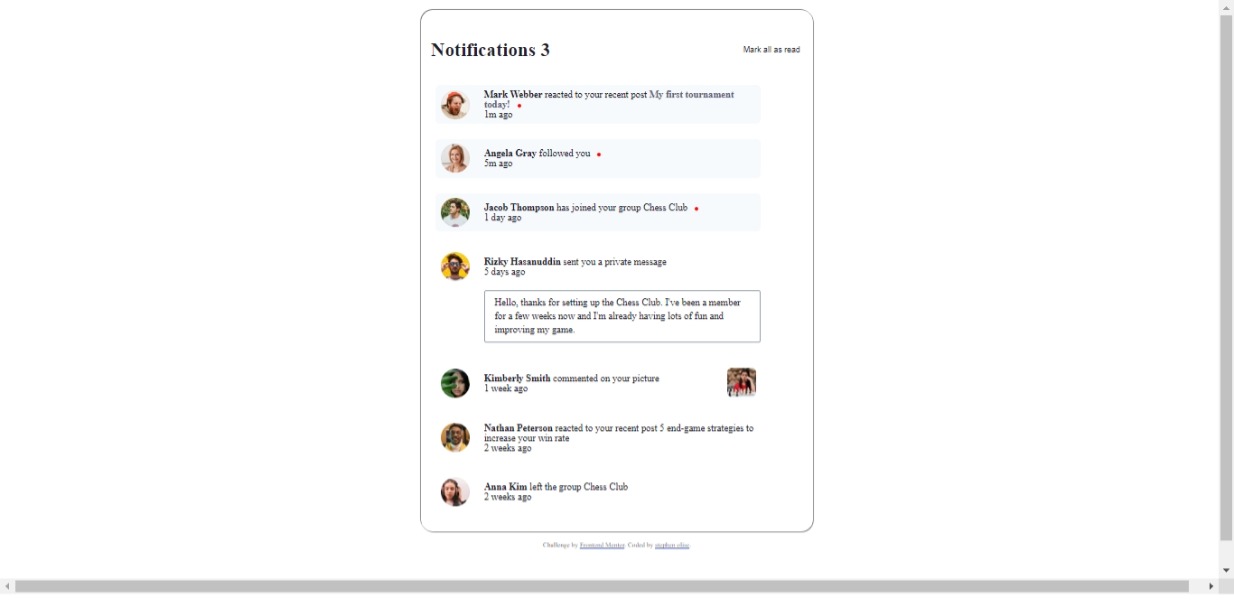 Notifications 3
Mark all as read
Mark Webber reacted to your recent post My first tournament
today!
1m ago
Angela Gray followed you
5m ago
Jacob Thompson has joined your group Chess Club
1 day ago
Rizky Hasanuddin sent you a private message
5 days ago
Hello, thanks for setting up the Chess Club. I've been a member
for a few weeks now and I'm already having lots of fun and
improving my game.
Kimberly Smith commented on your picture
1 week ago
Nathan Peterson reacted to your recent post 5 end-game strategies to
increase your win rate
2 weeks ago
Anna Kim left the group Chess Club
2 weeks ago
Challenge by Frontend Mentor. Coded by stephen